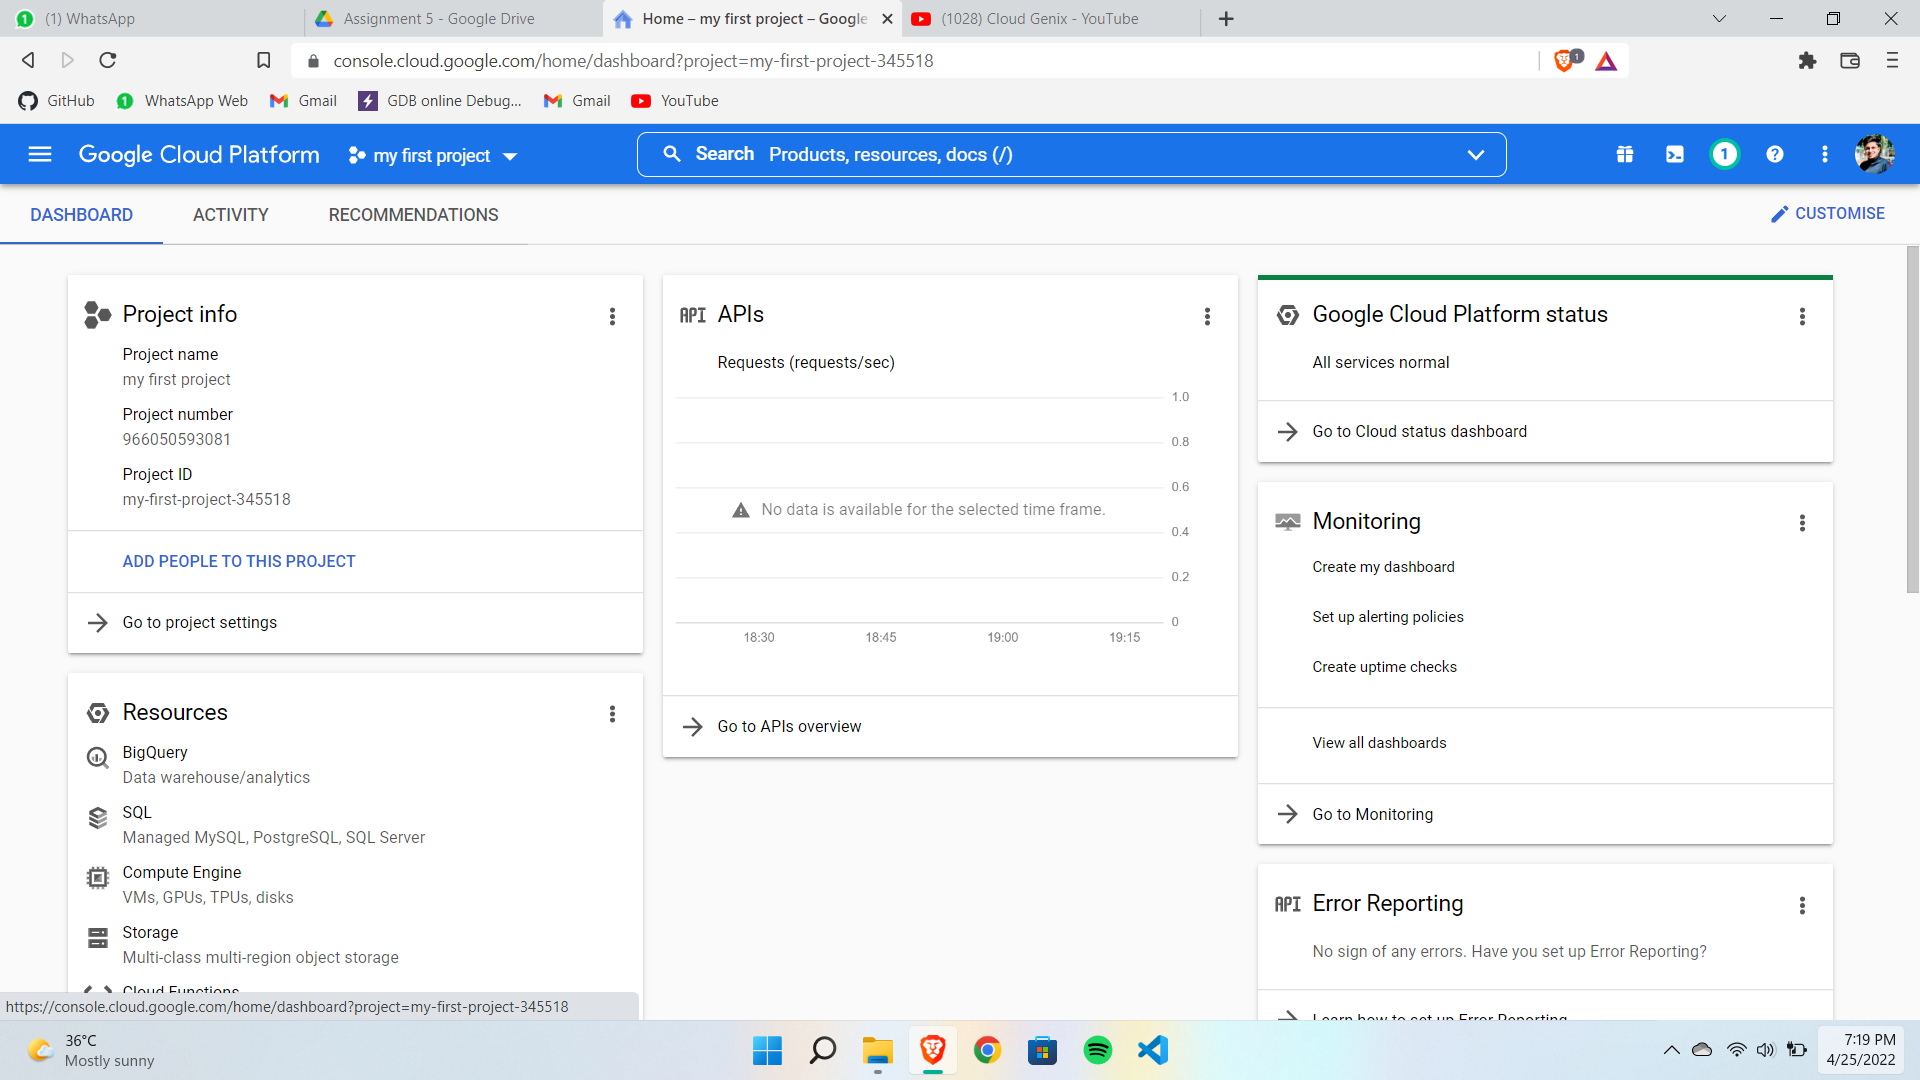 (1) WhatsApp
Assignment 5 - Google Drive
Home – my first project – Google
(1028) Cloud Genix - YouTube
console.cloud.google.com/home/dashboard?project=my-first-project-345518
1
GitHub
1
WhatsApp Web
Gmail
GDB online Debug...
Gmail
YouTube
Google Cloud Platform
my first project
Search Products, resources, docs (/)
1
DASHBOARD
ACTIVITY
RECOMMENDATIONS
CUSTOMISE
Project info
Project name
my first project
Project number
966050593081
Project ID
my-first-project-345518
ADD PEOPLE TO THIS PROJECT
Go to project settings
Resources
BigQuery
Data warehouse/analytics
SQL
Managed MySQL, PostgreSQL, SQL Server
Compute Engine
VMs, GPUs, TPUs, disks
Storage
Multi-class multi-region object storage
Cloud Functions
API APIs
Requests (requests/sec)
1.0
0.8
0.6
No data is available for the selected time frame.
0.4
0.2
0
18:30 18:45 19:00 19:15
Go to APIs overview
Google Cloud Platform status
All services normal
Go to Cloud status dashboard
Monitoring
Create my dashboard
Set up alerting policies
Create uptime checks
View all dashboards
Go to Monitoring
API Error Reporting
No sign of any errors. Have you set up Error Reporting?
Learn how to set up Error Reporting
https://console.cloud.google.com/home/dashboard?project=my-first-project-345518
36°C
Mostly sunny
7:19 PM
4/25/2022